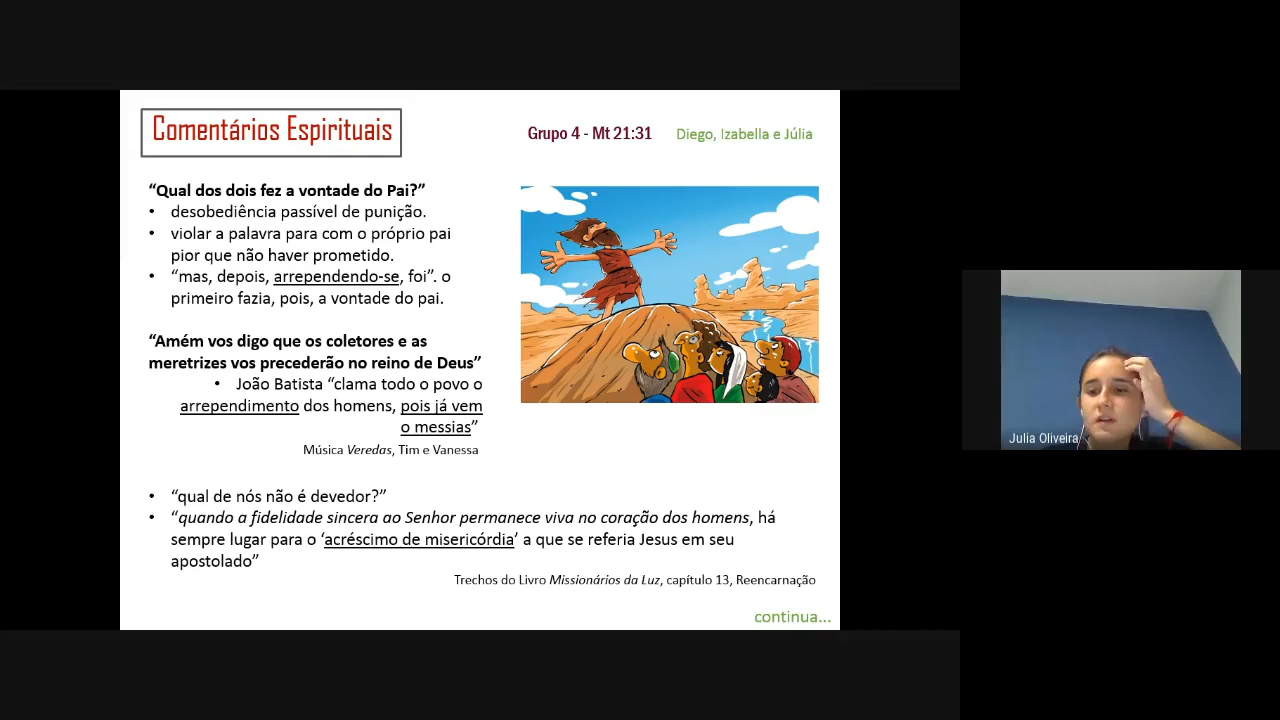 Comentários Espirituais
Grupo 4 - Mt 21:31
Diego, Izabella e Júlia
“Qual dos dois fez a vontade do Pai?”
• desobediência passível de punição.
• violar a palavra para com o próprio pai
pior que não haver prometido.
• “mas, depois, arrependendo-se, foi”. o
primeiro fazia, pois, a vontade do pai.
“Amém vos digo que os coletores e as
meretrizes vos precederão no reino de Deus”
• João Batista “clama todo o povo o
arrependimento dos homens, pois já vem
o messias”
Música Veredas, Tim e Vanessa
• “qual de nós não é devedor?”
• “quando a fidelidade sincera ao Senhor permanece viva no coração dos homens, há
sempre lugar para o ‘acréscimo de misericórdia’ a que se referia Jesus em seu
apostolado”
Trechos do Livro Missionários da Luz, capítulo 13, Reencarnação
continua...
Julia Oliveira